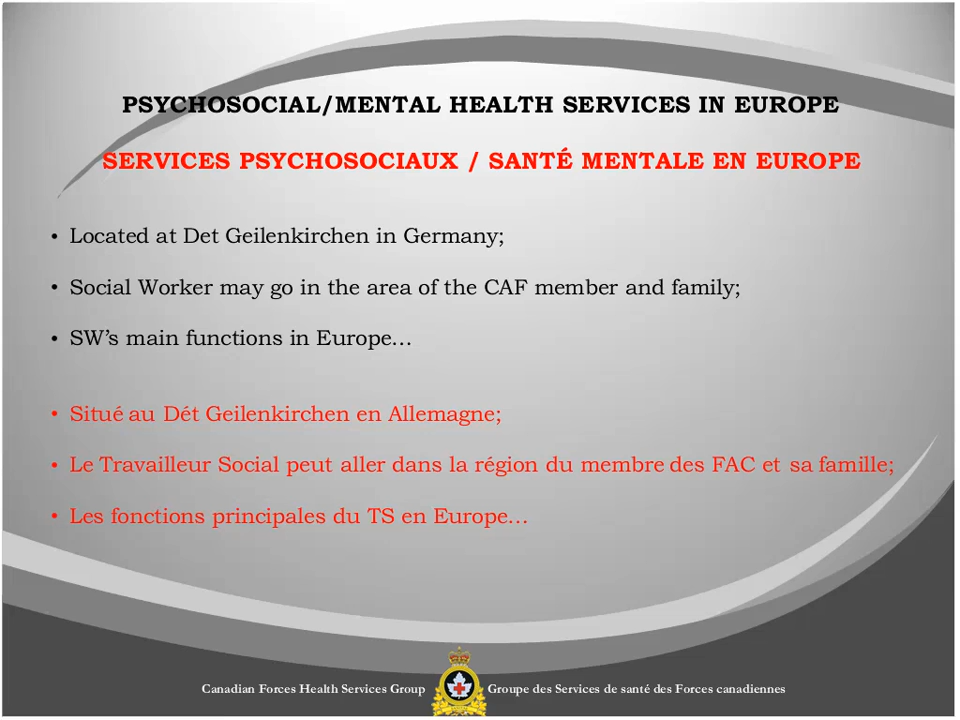 PSYCHOSOCIAL/MENTAL HEALTH SERVICES IN EUROPE
SERVICES PSYCHOSOCIAUX / SANTÉ MENTALE EN EUROPE
• Located at Det Geilenkirchen in Germany;
• Social Worker may go in the area of the CAF member and family;
• SW’s main functions in Europe…
• Situé au Dét Geilenkirchen en Allemagne;
• Le Travailleur Social peut aller dans la région du membre des FAC et sa famille;
• Les fonctions principales du TS en Europe…
Canadian Forces Health Services Group Groupe des Services de santé des Forces canadiennes